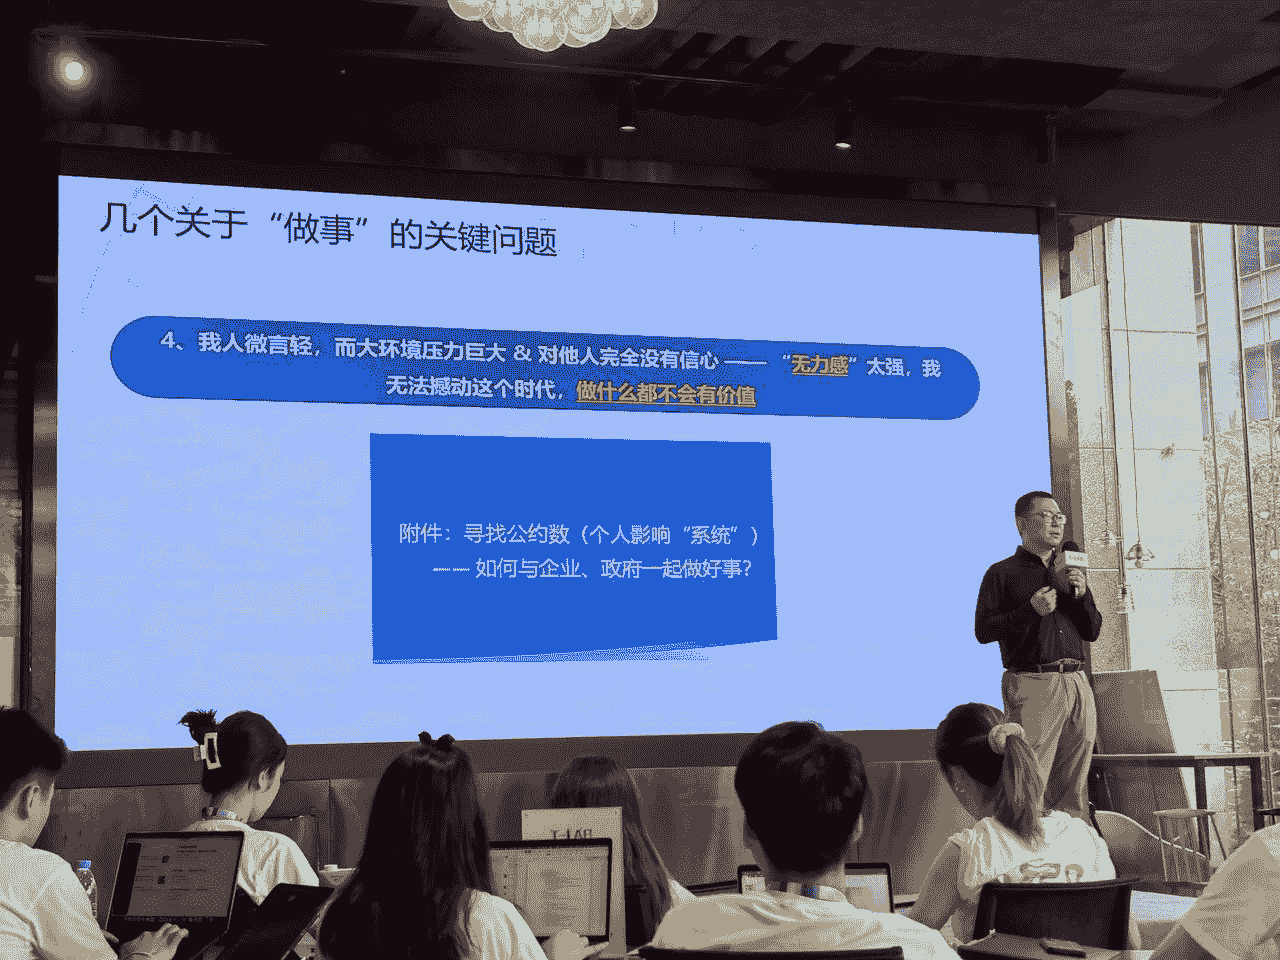 几个关于“做事”的关键问题
4、我人微言轻，而大环境压力巨大 & 对他人完全没有信心 —— “无力感”太强，我
无法撼动这个时代，做什么都不会有价值
附件：寻找公约数（个人影响“系统”）
—— 如何与企业、政府一起做好事?
T-LAB